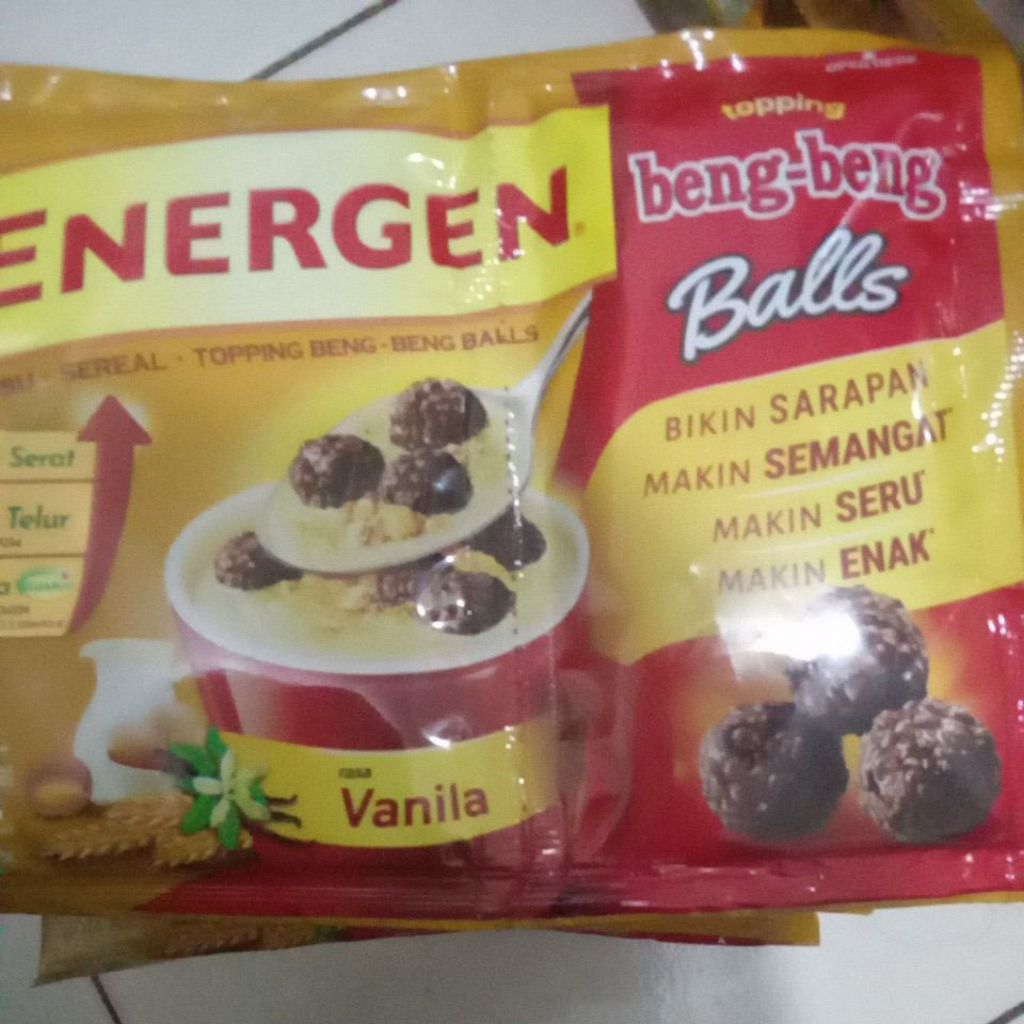 ENERGEN
SEREAL • TOPPING BENG-BENG BALLS
Serat
Telur
rasa
Vanila
topping
beng-beng
Balls
BIKIN SARAPAN
MAKIN SEMANGAT
MAKIN SERU
MAKIN ENAK